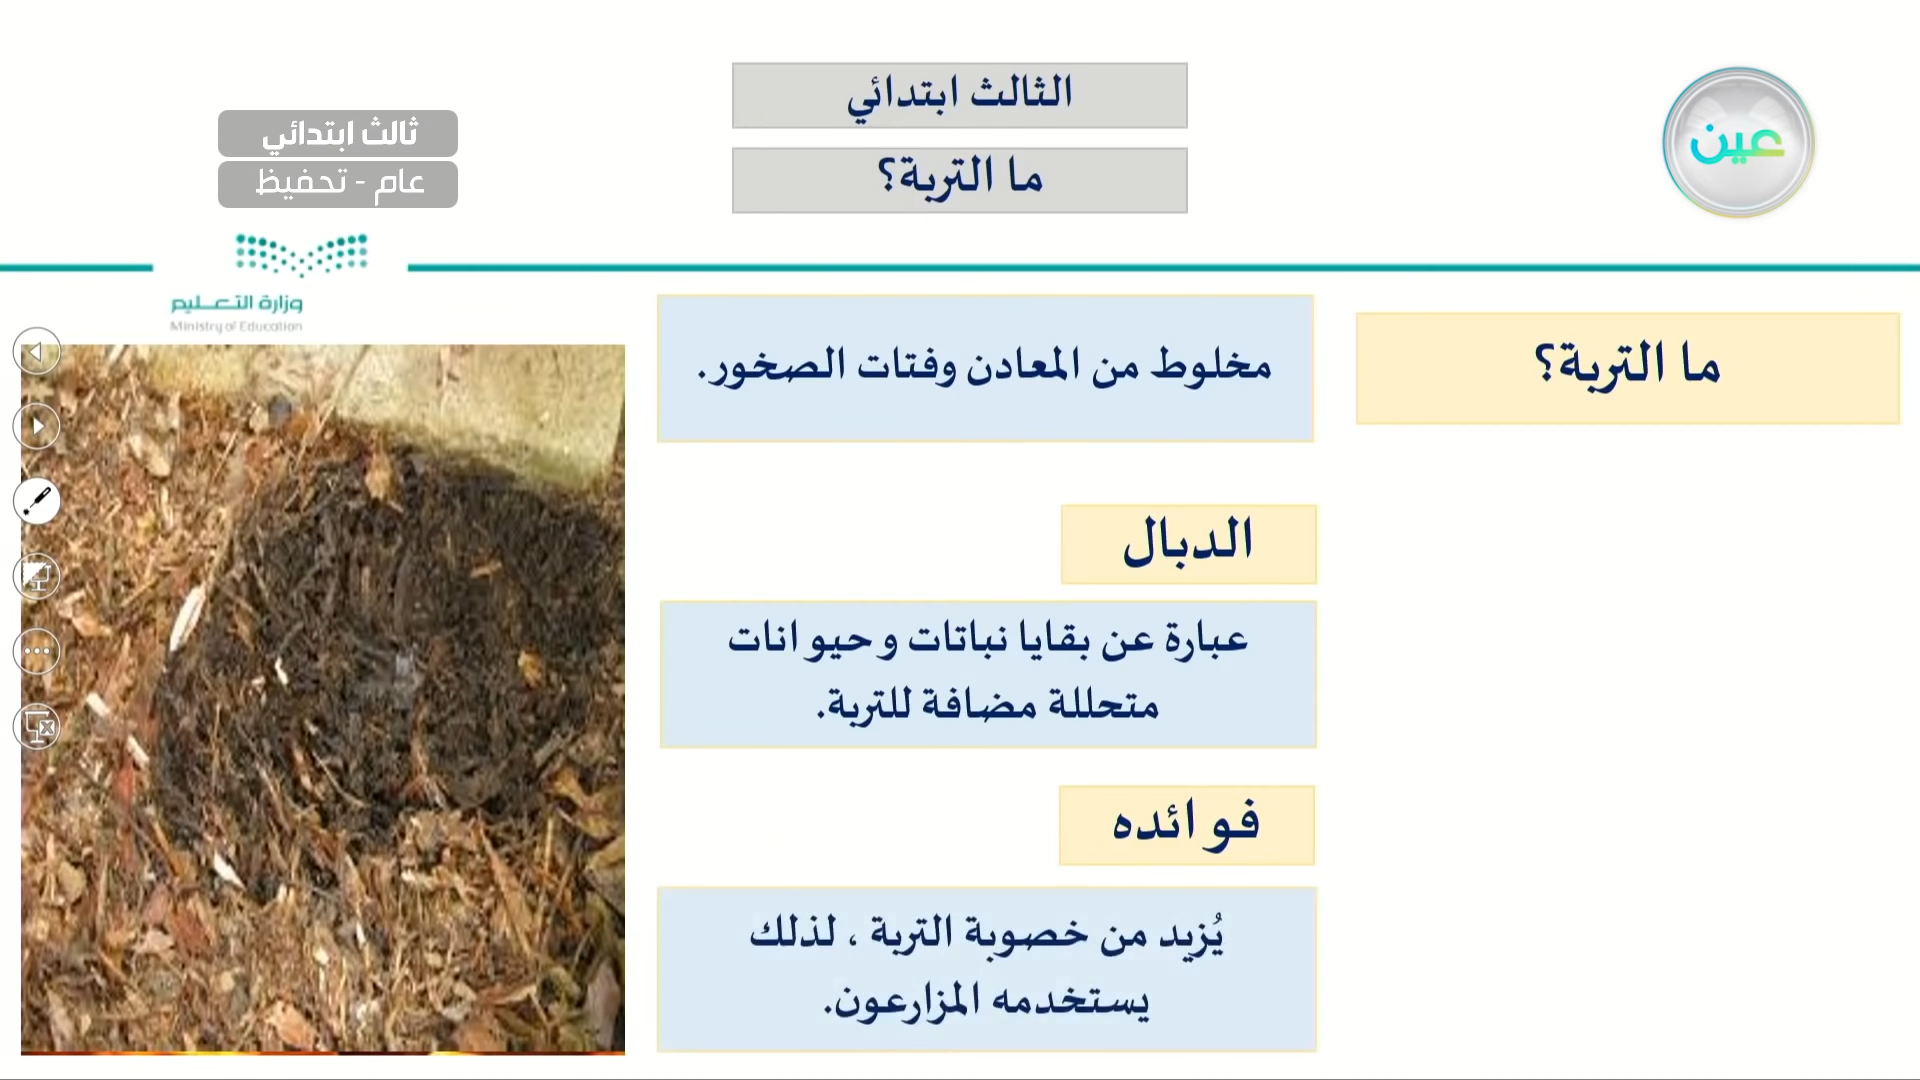 الثالث ابتدائي
ما التربة؟
عين
ثالث ابتدائي
عام - تحفيظ
وزارة التعليم
Ministry of Education
ما التربة؟
مخلوط من المعادن وفتات الصخور.
الدبال
عبارة عن بقايا نباتات وحيوانات
متحللة مضافة للتربة.
فوائده
يُزيد من خصوبة التربة ، لذلك
يستخدمه المزارعون.